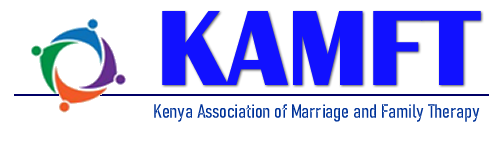 KAMFT
Kenya Association of Marriage and Family Therapy